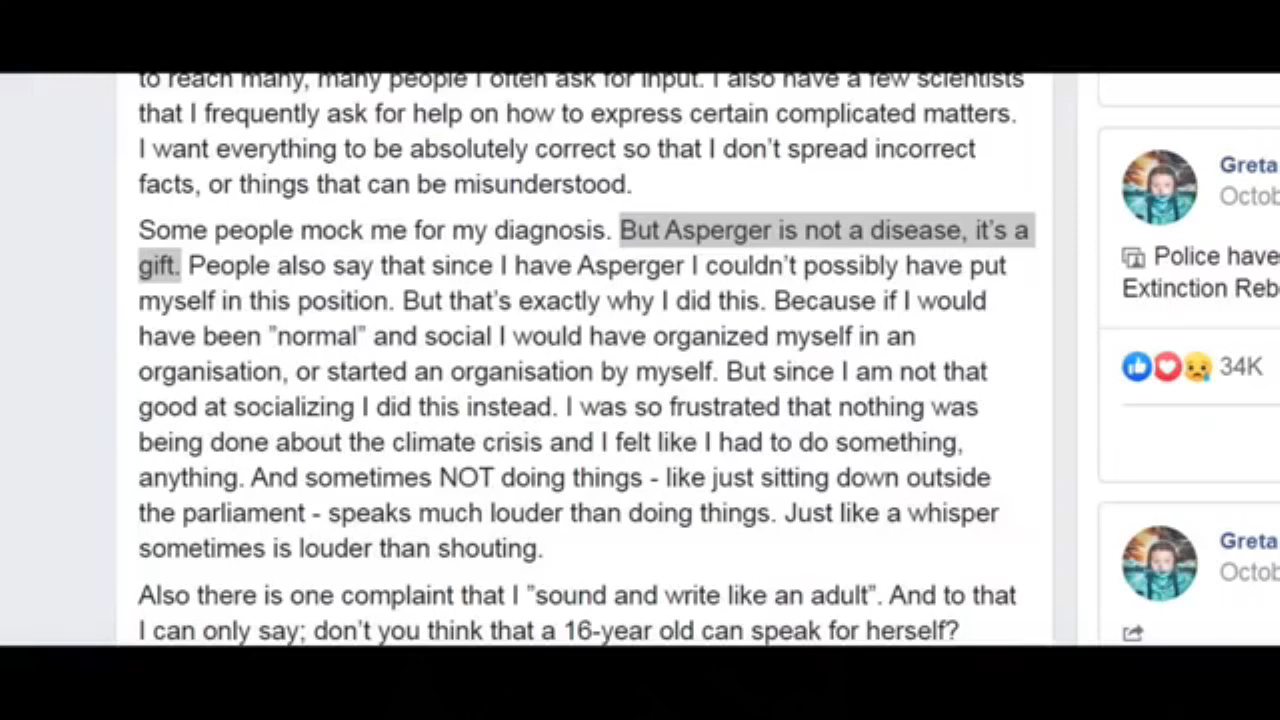 to reach many, many people I often ask for input. I also have a few scientists
that I frequently ask for help on how to express certain complicated matters.
I want everything to be absolutely correct so that I don't spread incorrect
facts, or things that can be misunderstood.
Some people mock me for my diagnosis. But Asperger is not a disease, it's a
gift. People also say that since I have Asperger I couldn't possibly have put
myself in this position. But that's exactly why I did this. Because if I would
have been "normal" and social I would have organized myself in an
organisation, or started an organisation by myself. But since I am not that
good at socializing I did this instead. I was so frustrated that nothing was
being done about the climate crisis and I felt like I had to do something,
anything. And sometimes NOT doing things - like just sitting down outside
the parliament - speaks much louder than doing things. Just like a whisper
sometimes is louder than shouting.
Also there is one complaint that I "sound and write like an adult". And to that
I can only say; don't you think that a 16-year old can speak for herself?
Greta
Octob
Police have
Extinction Reb
34K
Greta
Octob